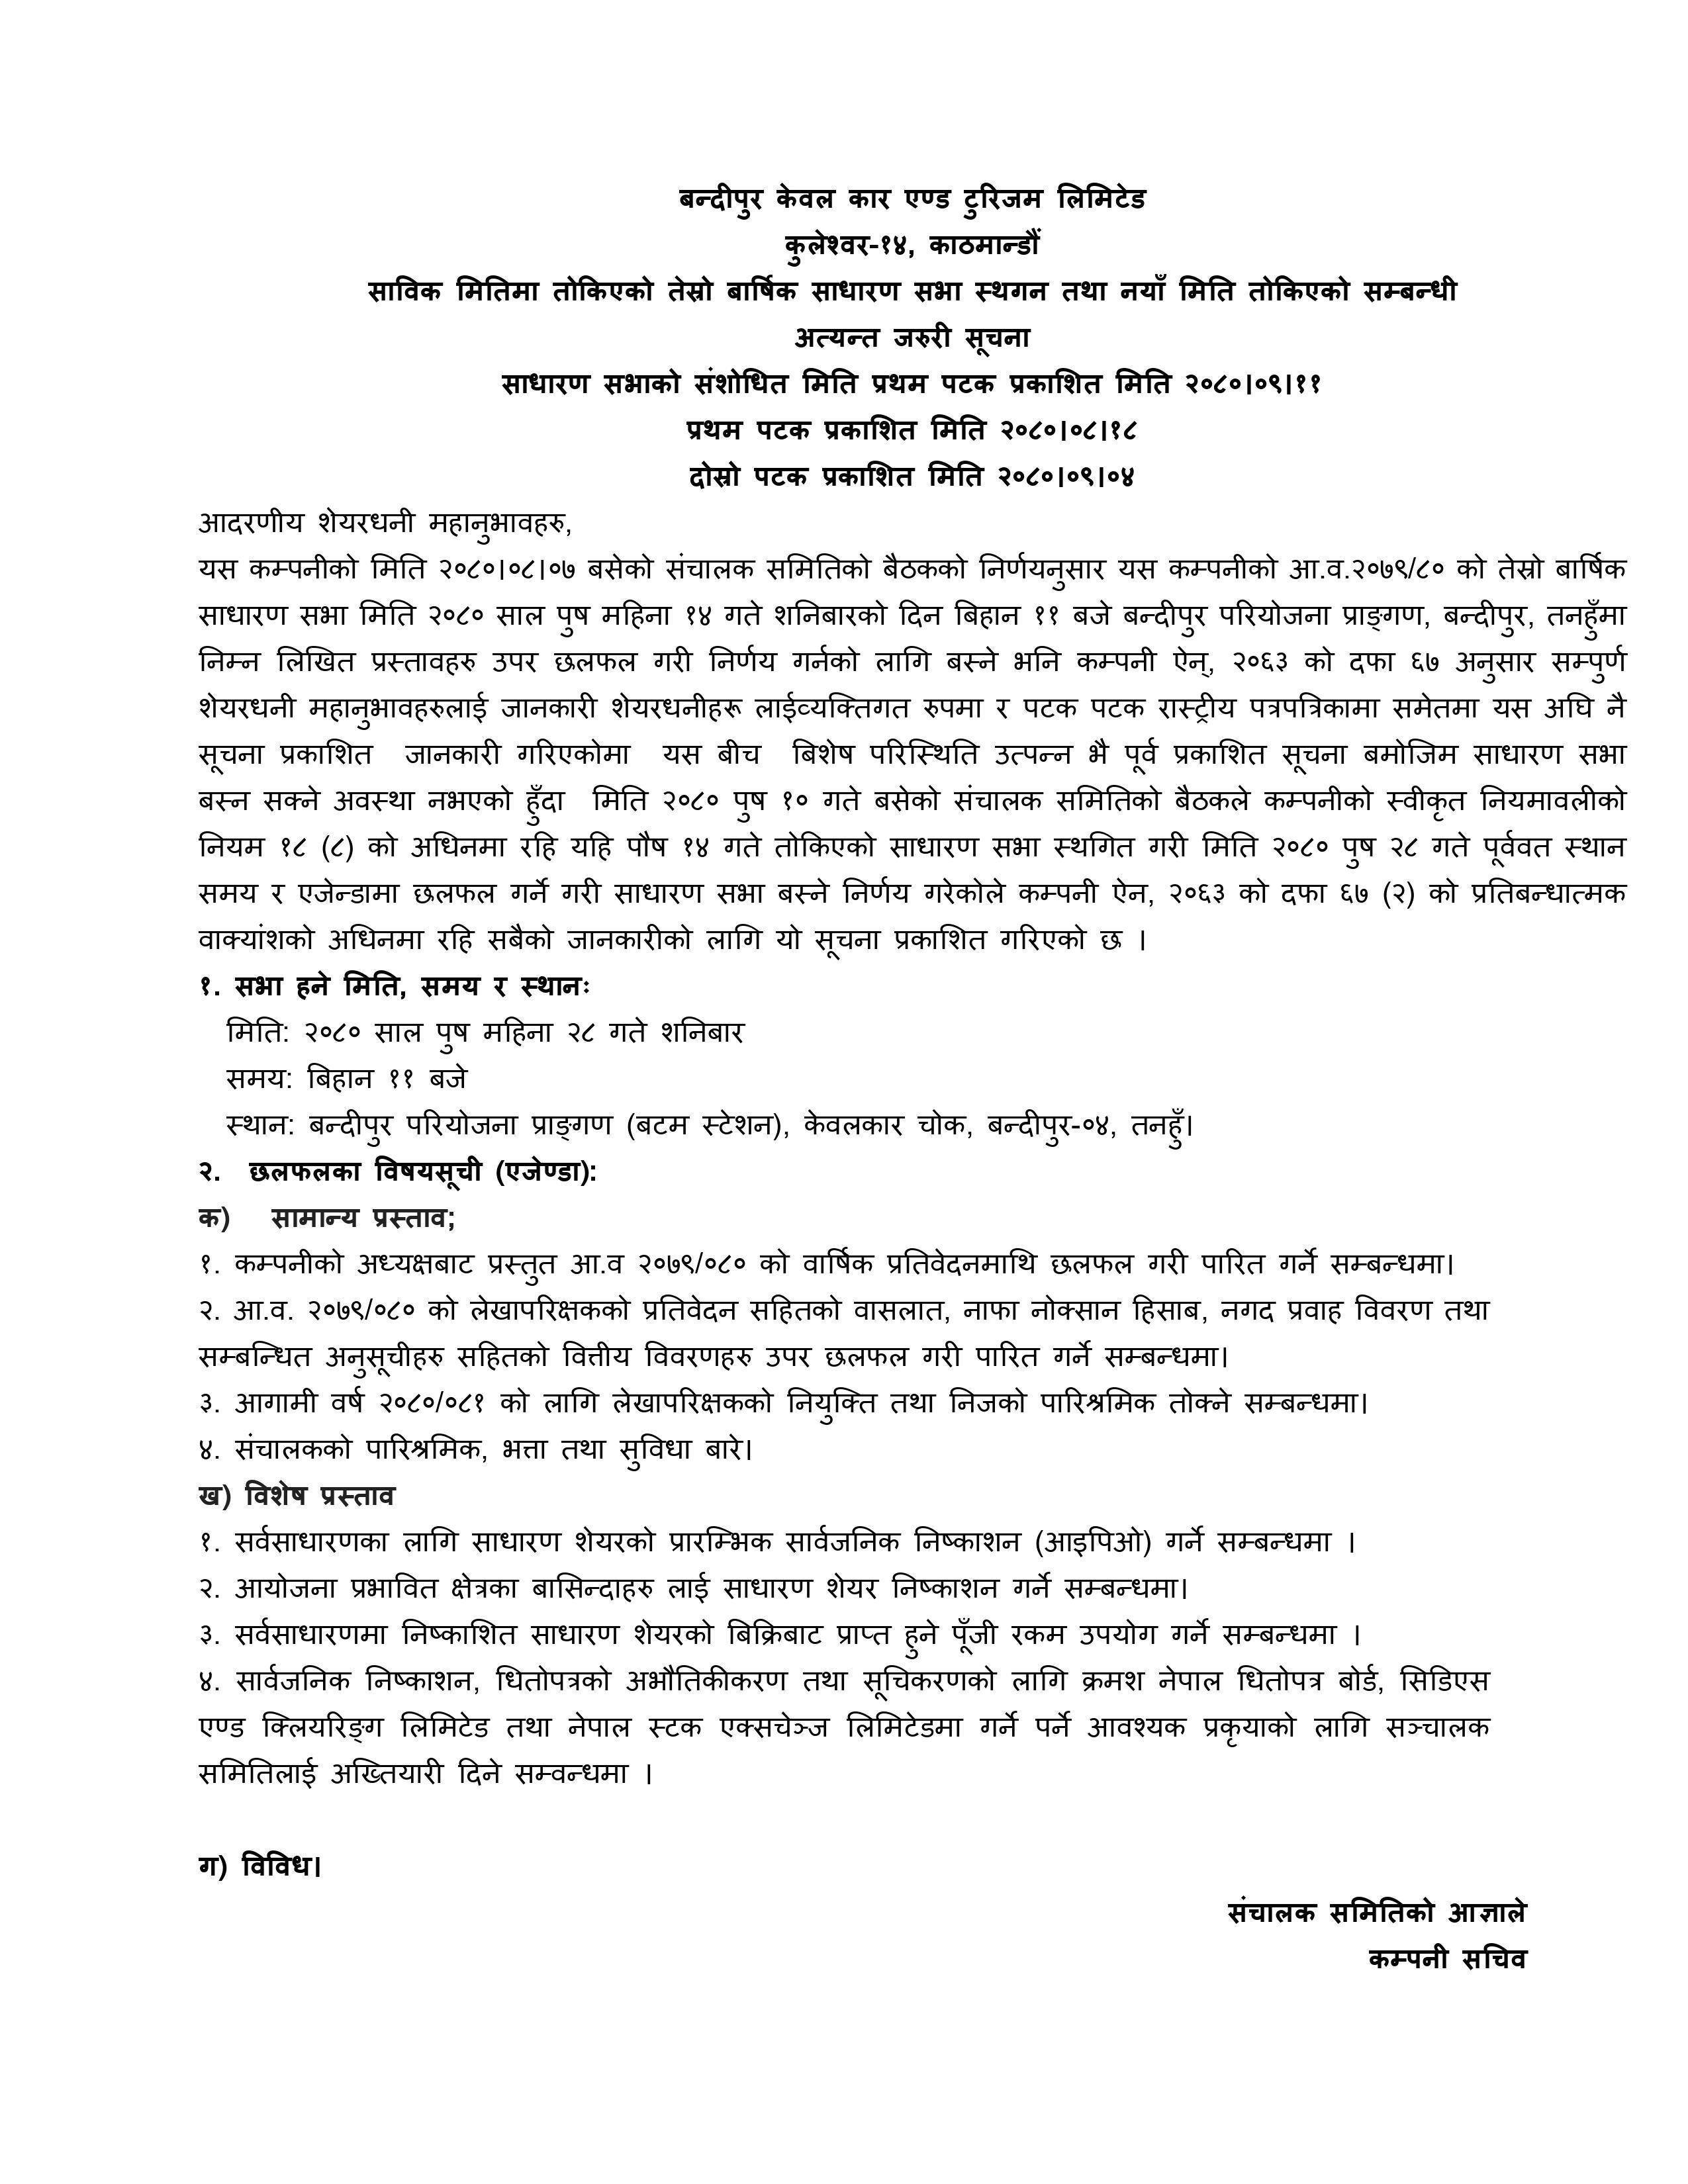 बन्दीपुर केवल कार एण्ड टुरिजम लिमिटेड
कुलेश्वर-१४, काठमान्डौं
साविक मितिमा तोकिएको तेस्रो बार्षिक साधारण सभा स्थगन तथा नयाँ मिति तोकिएको सम्बन्धी
अत्यन्त जरुरी सूचना
साधारण सभाको संशोधित मिति प्रथम पटक प्रकाशित मिति २०८०।०९।११
प्रथम पटक प्रकाशित मिति २०८०।०८।१८
दोस्रो पटक प्रकाशित मिति २०८०।०९।०४
आदरणीय शेयरधनी महानुभावहरु,
यस कम्पनीको मिति २०८०।०८।०७ बसेको संचालक समितिको बैठकको निर्णयनुसार यस कम्पनीको आ.व.२०७९/८० को तेस्रो बार्षिक
साधारण सभा मिति २०८० साल पुष महिना १४ गते शनिबारको दिन बिहान ११ बजे बन्दीपुर परियोजना प्राङ्गण, बन्दीपुर, तनहुँमा
निम्न लिखित प्रस्तावहरु उपर छलफल गरी निर्णय गर्नको लागि बस्ने भनि कम्पनी ऐन्, २०६३ को दफा ६७ अनुसार सम्पुर्ण
शेयरधनी महानुभावहरुलाई जानकारी शेयरधनीहरू लाईव्यक्तिगत रुपमा र पटक पटक रास्ट्रीय पत्रपत्रिकामा समेतमा यस अघि नै
सूचना प्रकाशित जानकारी गरिएकोमा यस बीच बिशेष परिस्थिति उत्पन्न भै पूर्व प्रकाशित सूचना बमोजिम साधारण सभा
बस्न सक्ने अवस्था नभएको हुँदा मिति २०८० पुष १० गते बसेको संचालक समितिको बैठकले कम्पनीको स्वीकृत नियमावलीको
नियम १८ (८) को अधिनमा रहि यहि पौष १४ गते तोकिएको साधारण सभा स्थगित गरी मिति २०८० पुष २८ गते पूर्ववत स्थान
समय र एजेन्डामा छलफल गर्ने गरी साधारण सभा बस्ने निर्णय गरेकोले कम्पनी ऐन, २०६३ को दफा ६७ (२) को प्रतिबन्धात्मक
वाक्यांशको अधिनमा रहि सबैको जानकारीको लागि यो सूचना प्रकाशित गरिएको छ ।
१. सभा हने मिति, समय र स्थानः
मिति: २०८० साल पुष महिना २८ गते शनिबार
समय: बिहान ११ बजे
स्थान: बन्दीपुर परियोजना प्राङ्गण (बटम स्टेशन), केवलकार चोक, बन्दीपुर-०४, तनहुँ।
२. छलफलका विषयसूची (एजेण्डा):
क) सामान्य प्रस्ताव;
१. कम्पनीको अध्यक्षबाट प्रस्तुत आ.व २०७९/०८० को वार्षिक प्रतिवेदनमाथि छलफल गरी पारित गर्ने सम्बन्धमा।
२. आ.व. २०७९/०८० को लेखापरिक्षकको प्रतिवेदन सहितको वासलात, नाफा नोक्सान हिसाब, नगद प्रवाह विवरण तथा
सम्बन्धित अनुसूचीहरु सहितको वित्तीय विवरणहरु उपर छलफल गरी पारित गर्ने सम्बन्धमा।
३. आगामी वर्ष २०८०/०८१ को लागि लेखापरिक्षकको नियुक्ति तथा निजको पारिश्रमिक तोक्ने सम्बन्धमा।
४. संचालकको पारिश्रमिक, भत्ता तथा सुविधा बारे।
ख) विशेष प्रस्ताव
१. सर्वसाधारणका लागि साधारण शेयरको प्रारम्भिक सार्वजनिक निष्काशन (आइपिओ) गर्ने सम्बन्धमा ।
२. आयोजना प्रभावित क्षेत्रका बासिन्दाहरु लाई साधारण शेयर निष्काशन गर्ने सम्बन्धमा।
३. सर्वसाधारणमा निष्काशित साधारण शेयरको बिक्रिबाट प्राप्त हुने पूँजी रकम उपयोग गर्ने सम्बन्धमा ।
४. सार्वजनिक निष्काशन, धितोपत्रको अभौतिकीकरण तथा सूचिकरणको लागि क्रमश नेपाल धितोपत्र बोर्ड, सिडिएस
एण्ड क्लियरिङ्ग लिमिटेड तथा नेपाल स्टक एक्सचेञ्ज लिमिटेडमा गर्ने पर्ने आवश्यक प्रकृयाको लागि सञ्चालक
समितिलाई अख्तियारी दिने सम्वन्धमा ।
ग) विविध।
संचालक समितिको आज्ञाले
कम्पनी सचिव